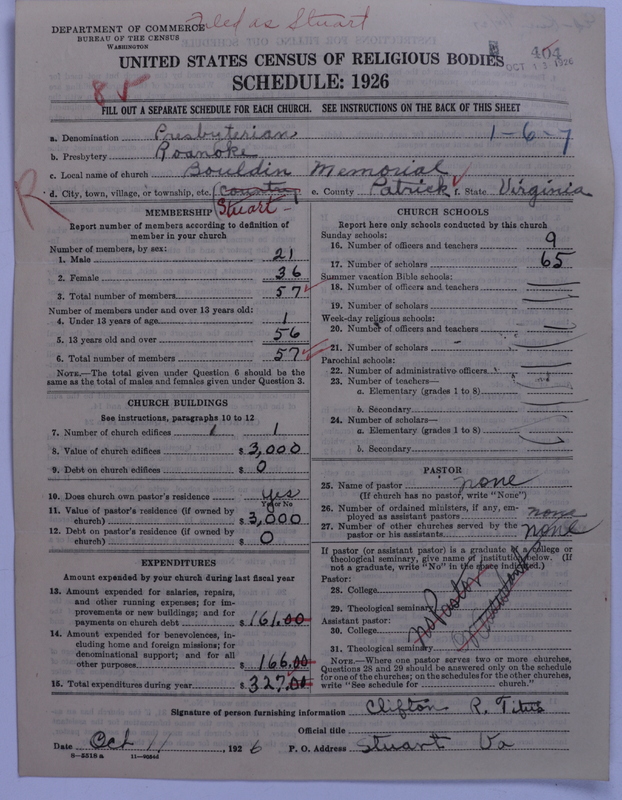 Filed is Stuart
DEPARTMENT OF COMMERCE
BUREAU OF THE CENSUS
WASHINGTON
404
OCT 13 1926
UNITED STATES CENSUS OF RELIGIOUS BODIES
SCHEDULE: 1926
85
FILL OUT A SEPARATE SCHEDULE FOR EACH CHURCH. SEE INSTRUCTIONS ON THE BACK OF THIS SHEET
a. Denomination Presbyterian 1-6-7
b. Presbytery Roanoke
c. Local name of church Bouldin Memorial
R
d. City, town, village, or township, etc. (County) e. County Patrick f. State Virginia
Stuart
MEMBERSHIP
Report number of members according to definition of
member in your church
Number of members, by sex:
1. Male 21
2. Female 36
3. Total number of members 57
Number of members under and over 13 years old:
4. Under 13 years of age 1
5. 13 years old and over 56
6. Total number of members 57
NOTE.—The total given under Question 6 should be the
same as the total of males and females given under Question 3.
CHURCH BUILDINGS
See instructions, paragraphs 10 to 12
7. Number of church edifices 1
8. Value of church edifices $ 3,000
9. Debt on church edifices $ 0
10. Does church own pastor's residence yes
Yes or No
11. Value of pastor's residence (if owned by
church) $ 3,000
12. Debt on pastor's residence (if owned by
church) $ 0
EXPENDITURES
Amount expended by your church during last fiscal year
13. Amount expended for salaries, repairs,
and other running expenses; for im-
provements or new buildings; and for
payments on church debt $ 161.00
14. Amount expended for benevolences, in-
cluding home and foreign missions; for
denominational support; and for all
other purposes $ 166.00
15. Total expenditures during year $ 327.00
CHURCH SCHOOLS
Report here only schools conducted by this church
Sunday schools:
16. Number of officers and teachers 9
17. Number of scholars 65
Summer vacation Bible schools:
18. Number of officers and teachers
19. Number of scholars
Week-day religious schools:
20. Number of officers and teachers
21. Number of scholars
Parochial schools:
22. Number of administrative officers
23. Number of teachers—
a. Elementary (grades 1 to 8)
b. Secondary
24. Number of scholars—
a. Elementary (grades 1 to 8)
b. Secondary
PASTOR
25. Name of pastor none
(If church has no pastor, write "None")
26. Number of ordained ministers, if any, em-
ployed as assistant pastors none
27. Number of other churches served by the
pastor or his assistants none
If pastor (or assistant pastor) is a graduate of a college or
theological seminary, give name of institution below. (If
not a graduate, write "No" in the space indicated.)
Pastor:
28. College
29. Theological seminary
No Pastor
Assistant pastor:
30. College
31. Theological seminary
NOTE.—Where one pastor serves two or more churches,
Questions 28 and 29 should be answered only on the schedule
for one of the churches; on the schedules for the other churches,
write "See schedule for church."
Signature of person furnishing information Clifton R. Titus
Official title
Date Oct 11, 1926 P. O. Address Stuart Va
8—5518 a